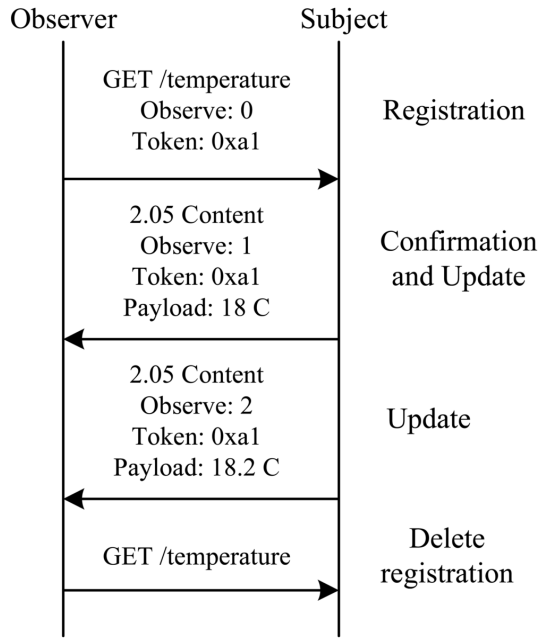 Observer
Subject
GET /temperature
Observe: 0
Token: 0xa1
Registration
2.05 Content
Observe: 1
Token: 0xa1
Payload: 18 C
Confirmation
and Update
2.05 Content
Observe: 2
Token: 0xa1
Payload: 18.2 C
Update
GET /temperature
Delete
registration